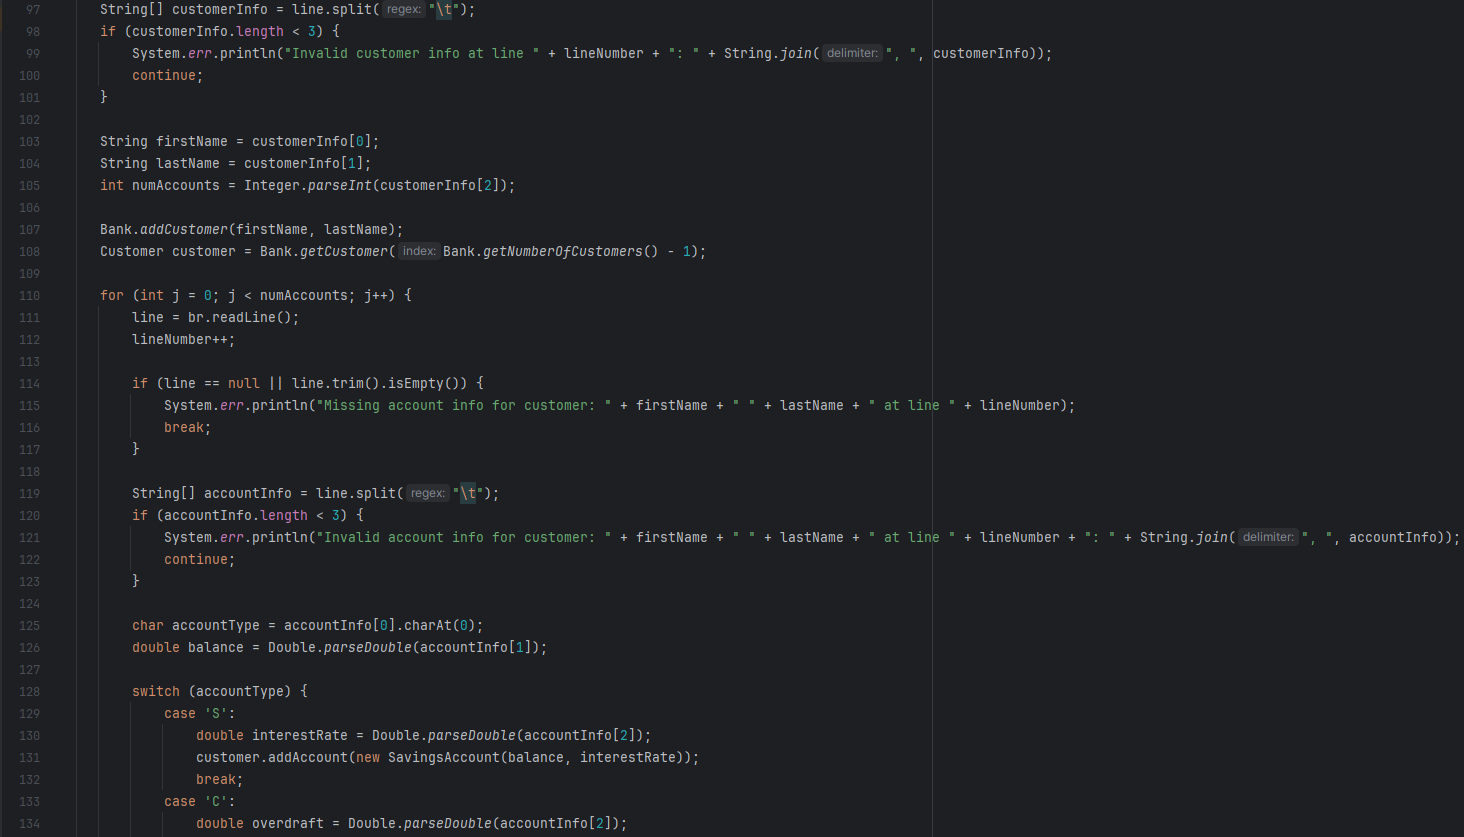 97 String[] customerInfo = line.split( regex: "\t");
98 if (customerInfo.length < 3) {
99 System.err.println("Invalid customer info at line " + lineNumber + ": " + String.join( delimiter: ", ", customerInfo));
100 continue;
101 }
102
103 String firstName = customerInfo[0];
104 String lastName = customerInfo[1];
105 int numAccounts = Integer.parseInt(customerInfo[2]);
106
107 Bank.addCustomer(firstName, lastName);
108 Customer customer = Bank.getCustomer( index: Bank.getNumberOfCustomers() - 1);
109
110 for (int j = 0; j < numAccounts; j++) {
111 line = br.readLine();
112 lineNumber++;
113
114 if (line == null || line.trim().isEmpty()) {
115 System.err.println("Missing account info for customer: " + firstName + " " + lastName + " at line " + lineNumber);
116 break;
117 }
118
119 String[] accountInfo = line.split( regex: "\t");
120 if (accountInfo.length < 3) {
121 System.err.println("Invalid account info for customer: " + firstName + " " + lastName + " at line " + lineNumber + ": " + String.join( delimiter: ", ", accountInfo));
122 continue;
123 }
124
125 char accountType = accountInfo[0].charAt(0);
126 double balance = Double.parseDouble(accountInfo[1]);
127
128 switch (accountType) {
129 case 'S':
130 double interestRate = Double.parseDouble(accountInfo[2]);
131 customer.addAccount(new SavingsAccount(balance, interestRate));
132 break;
133 case 'C':
134 double overdraft = Double.parseDouble(accountInfo[2]);